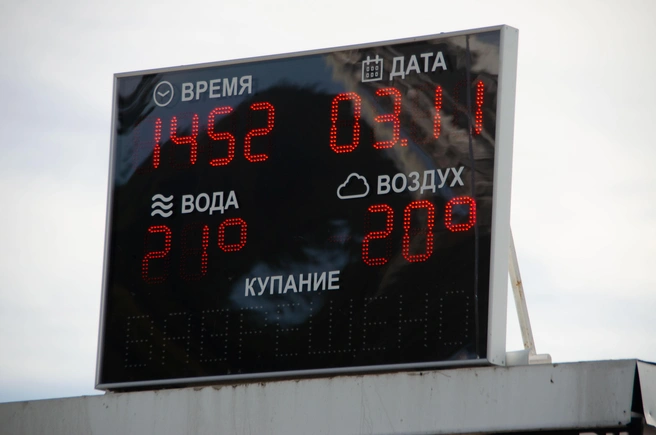 ВРЕМЯ ДАТА
1452 03.11
ВОДА ВОЗДУХ
21° 20°
КУПАНИЕ